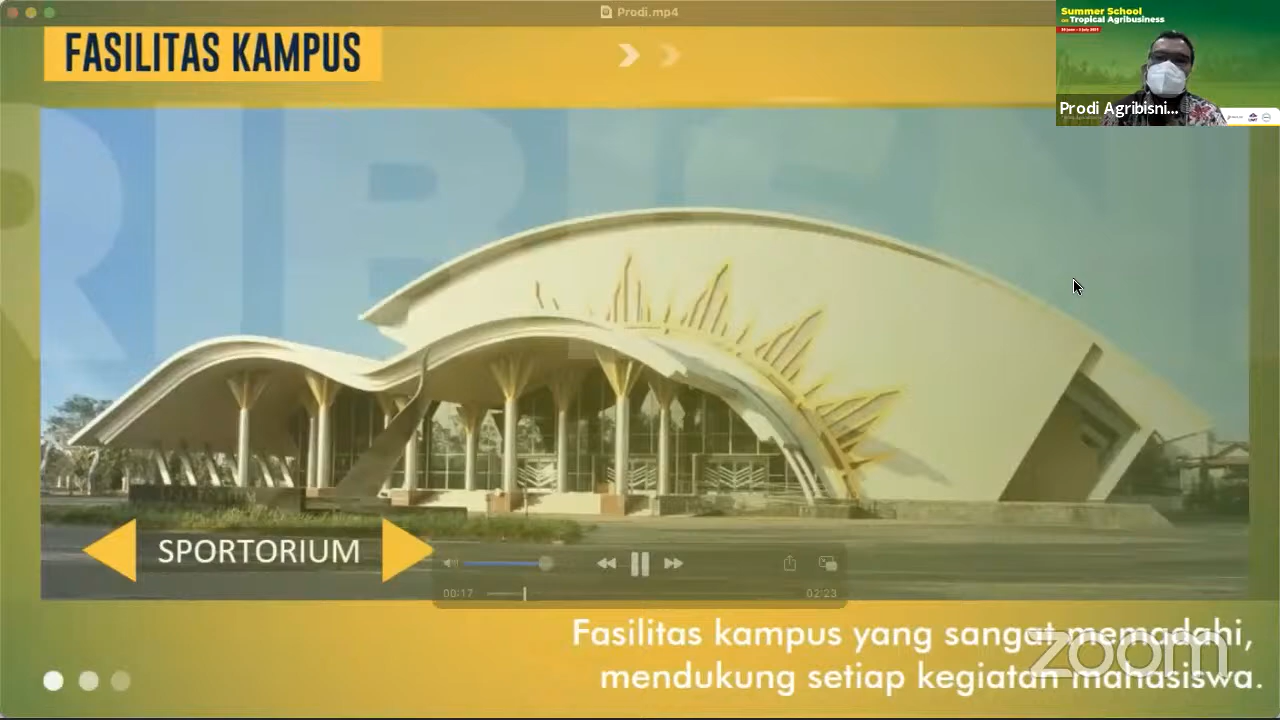 Prodi.mp4
FASILITAS KAMPUS
Summer School
on Tropical Agribusiness
Prodi Agribisni...
RIBISN
SPORTORIUM
00:17
02:23
Fasilitas kampus yang sangat memadahi,
mendukung setiap kegiatan mahasiswa.
zoom